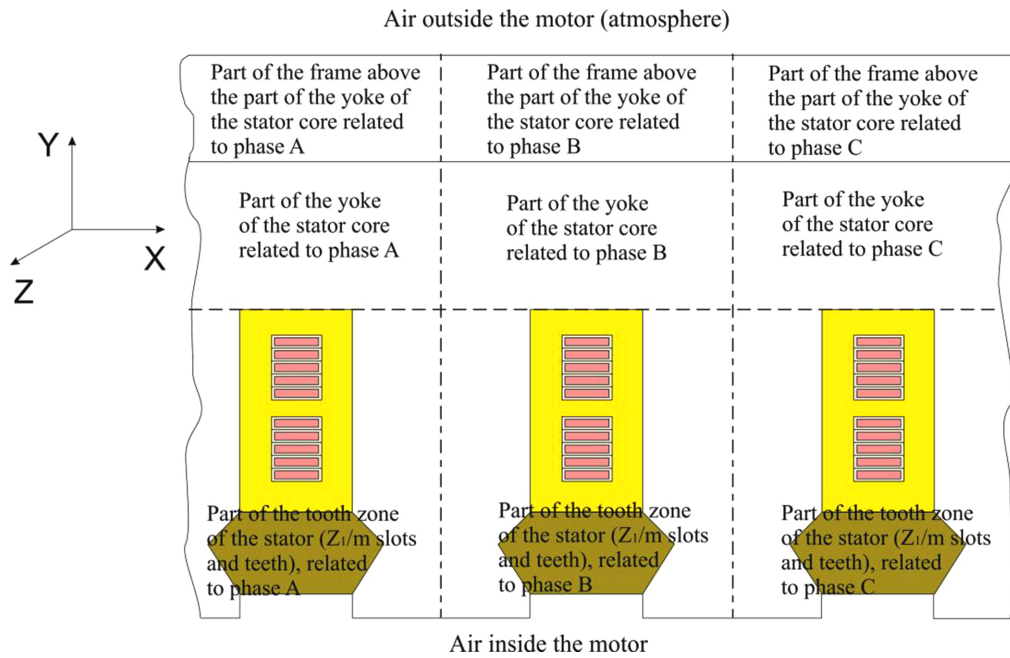 Air outside the motor (atmosphere)
Part of the frame above
the part of the yoke of
the stator core related
to phase A
Part of the frame above
the part of the yoke of
the stator core related
to phase B
Part of the frame above
the part of the yoke of
the stator core related
to phase C
Y
X
Z
Part of the yoke
of the stator core
related to phase A
Part of the yoke
of the stator core
related to phase B
Part of the yoke
of the stator core
related to phase C
Part of the tooth zone
of the stator (Z₁/m slots
and teeth), related
to phase A
Part of the tooth zone
of the stator (Z₁/m slots
and teeth), related
to phase B
Part of the tooth zone
of the stator (Z₁/m slots
and teeth), related
to phase C
Air inside the motor